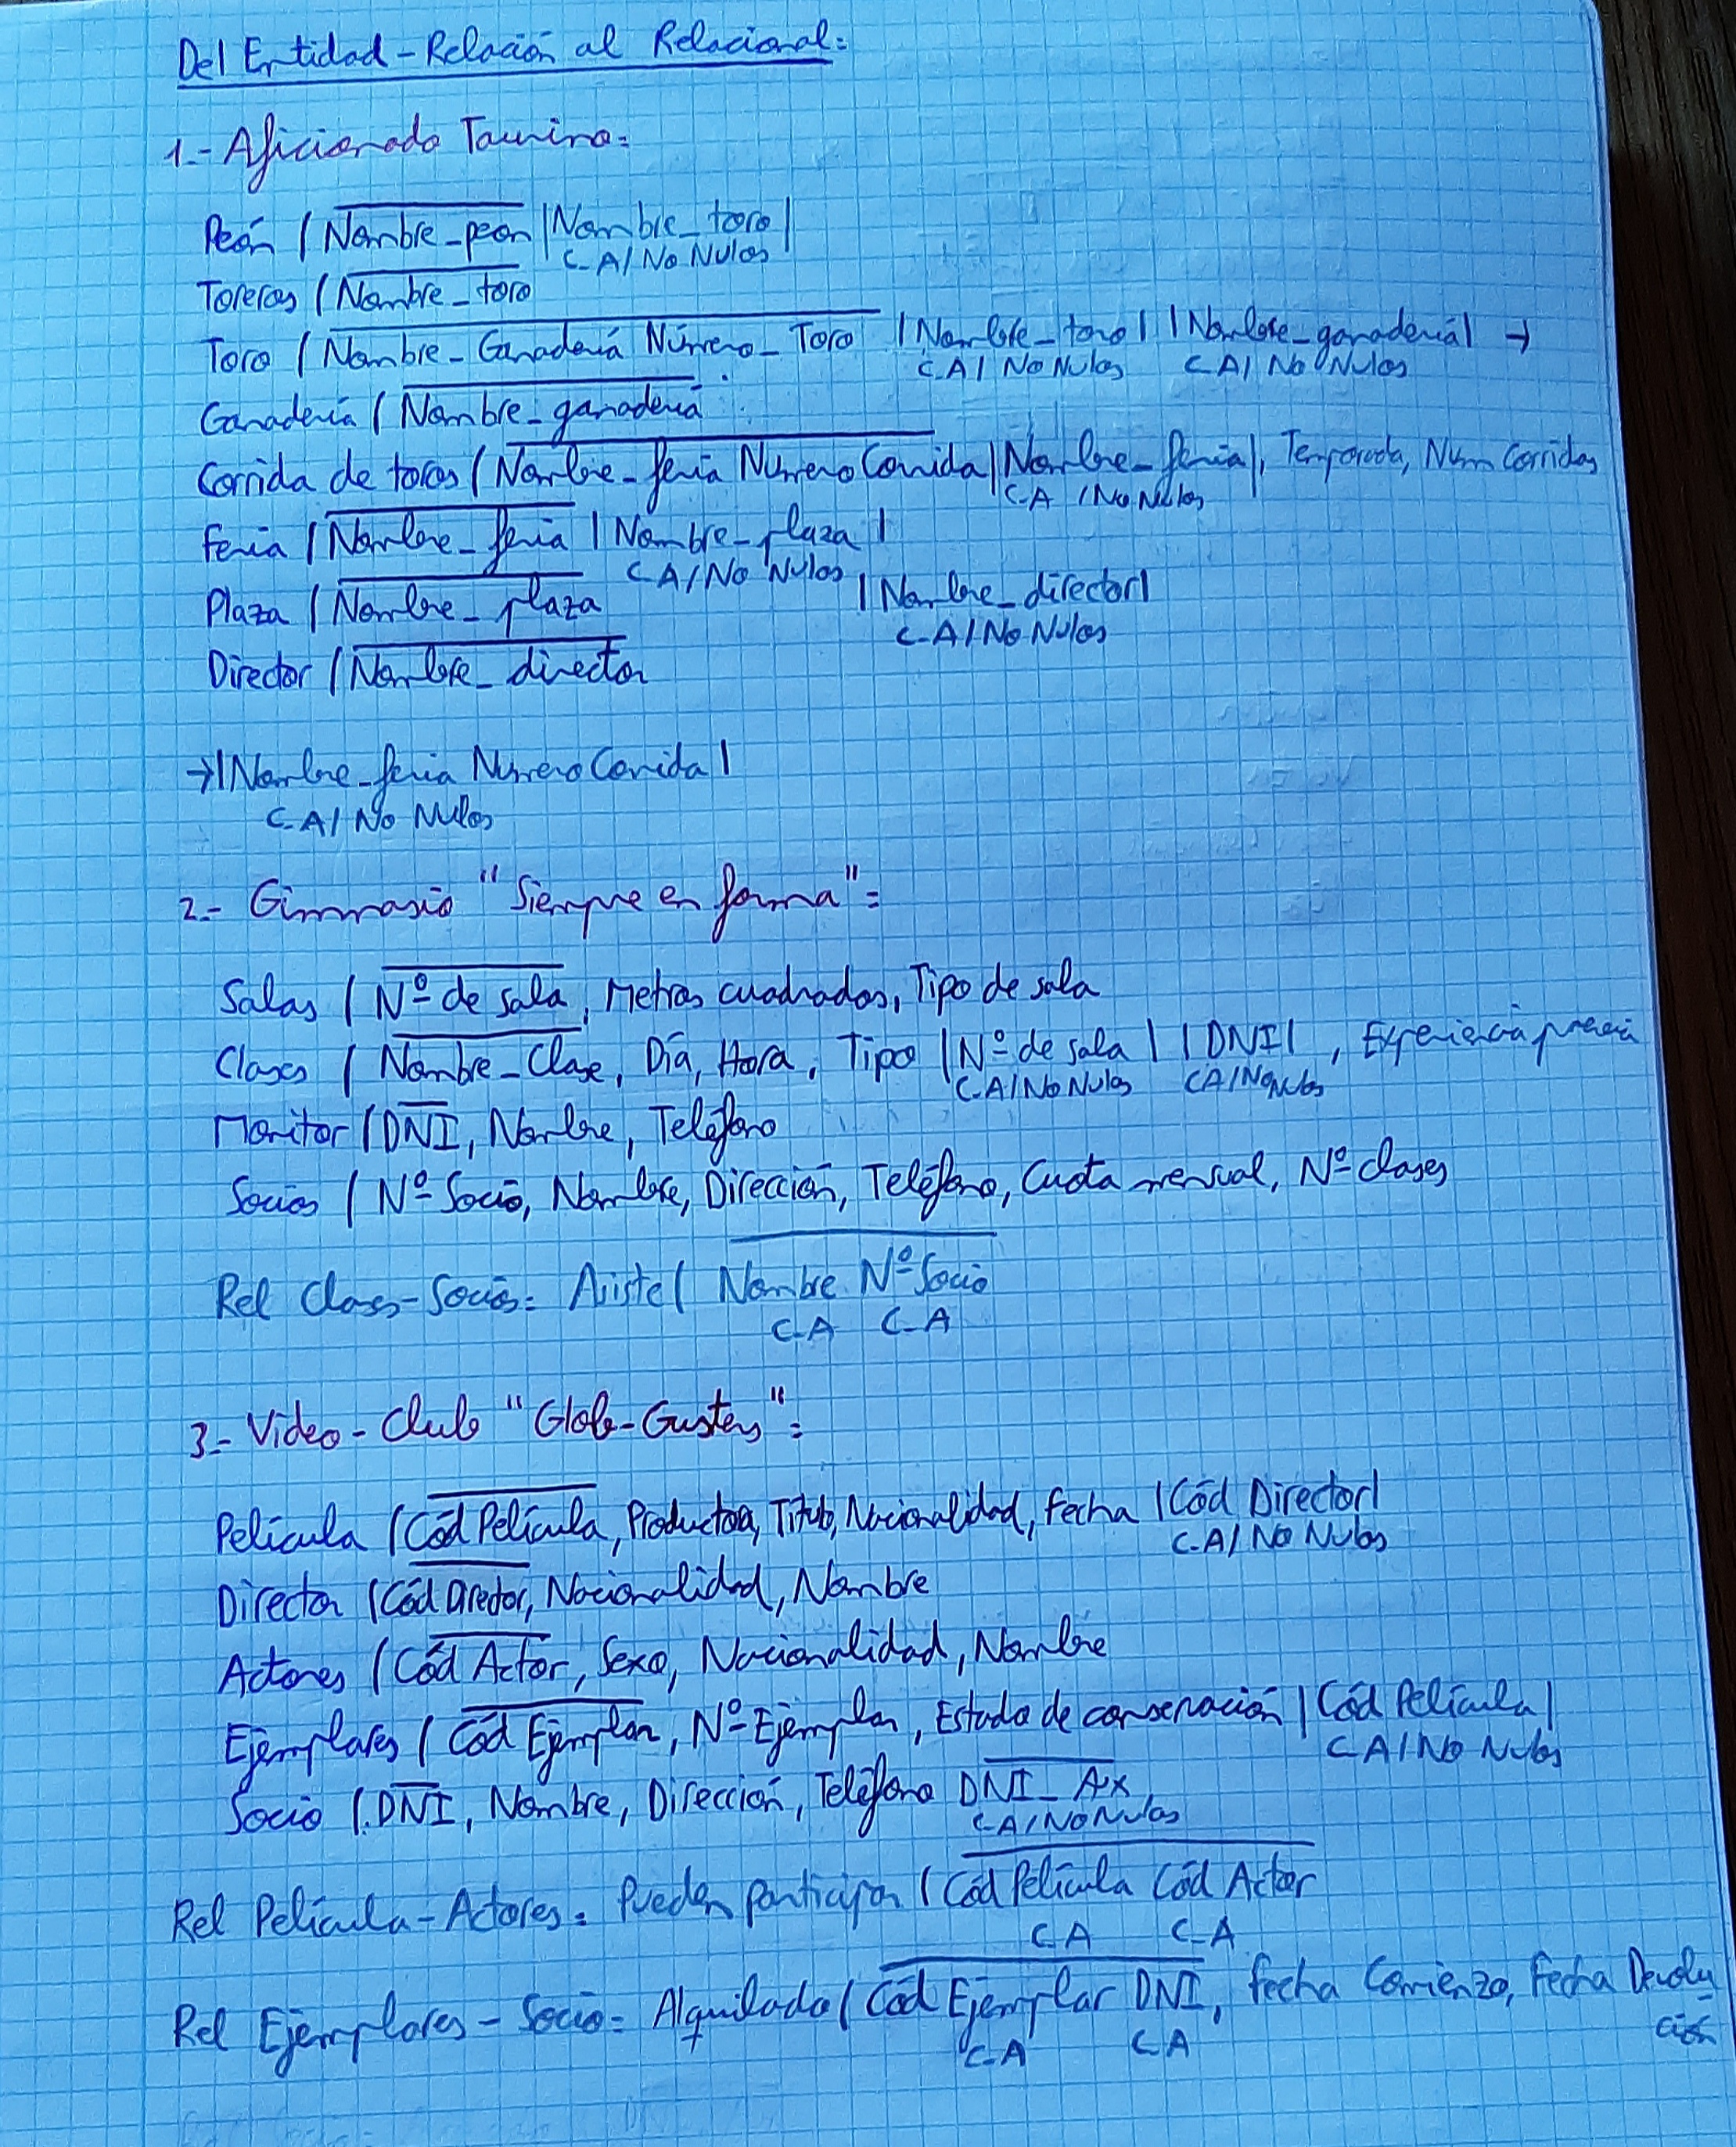 Del Entidad-Relación al Relacional:
1.- Aficionado Taurino:
Peón / Nombre_peon |Nombre_toro|
C.A/No Nulos
Toreros / Nombre_toro
Toro / Nombre_Ganadería Número_Toro |Nombre_toro| |Nombre_ganadería| →
C.A/No Nulos C.A/No Nulos
Ganadería / Nombre_ganadería
Corrida de toros / Nombre_feria Numero Corrida |Nombre_feria|, Temporada, Num Corridas
C.A /No Nulos
Feria / Nombre_feria |Nombre_plaza|
C.A/No Nulos
Plaza / Nombre_plaza |Nombre_director|
C.A/No Nulos
Director / Nombre_director
→|Nombre_feria Numero Corrida|
C.A/No Nulos
2.- Gimnasio "Siempre en forma":
Salas / Nº de sala, Metros cuadrados, Tipo de sala
Clases / Nombre_Clase, Día, Hora, Tipo |Nº de sala| |DNI|, Experiencia previa
C.A/No Nulos C.A/No Nulos
Monitor / DNI, Nombre, Teléfono
Socios / Nº Socio, Nombre, Dirección, Teléfono, Cuota mensual, Nº clases
Rel Clases-Socios: Asiste / Nombre Nº Socio
C.A C.A
3.- Video-Club "Glob-Gusters":
Película / Cód Película, Productora, Título, Nacionalidad, fecha |Cód Director|
C.A/No Nulos
Director / Cód Director, Nacionalidad, Nombre
Actores / Cód Actor, Sexo, Nacionalidad, Nombre
Ejemplares / Cód Ejemplar, Nº Ejemplar, Estado de conservación |Cód Película|
C.A/No Nulos
Socio / DNI, Nombre, Dirección, Teléfono DNI_Ax
C.A/No Nulos
Rel Película-Actores: Pueden participar / Cód Película Cód Actor
C.A C.A
Rel Ejemplares-Socio: Alquilado / Cód Ejemplar DNI, fecha Comienzo, Fecha Devolu
ción
C.A C.A